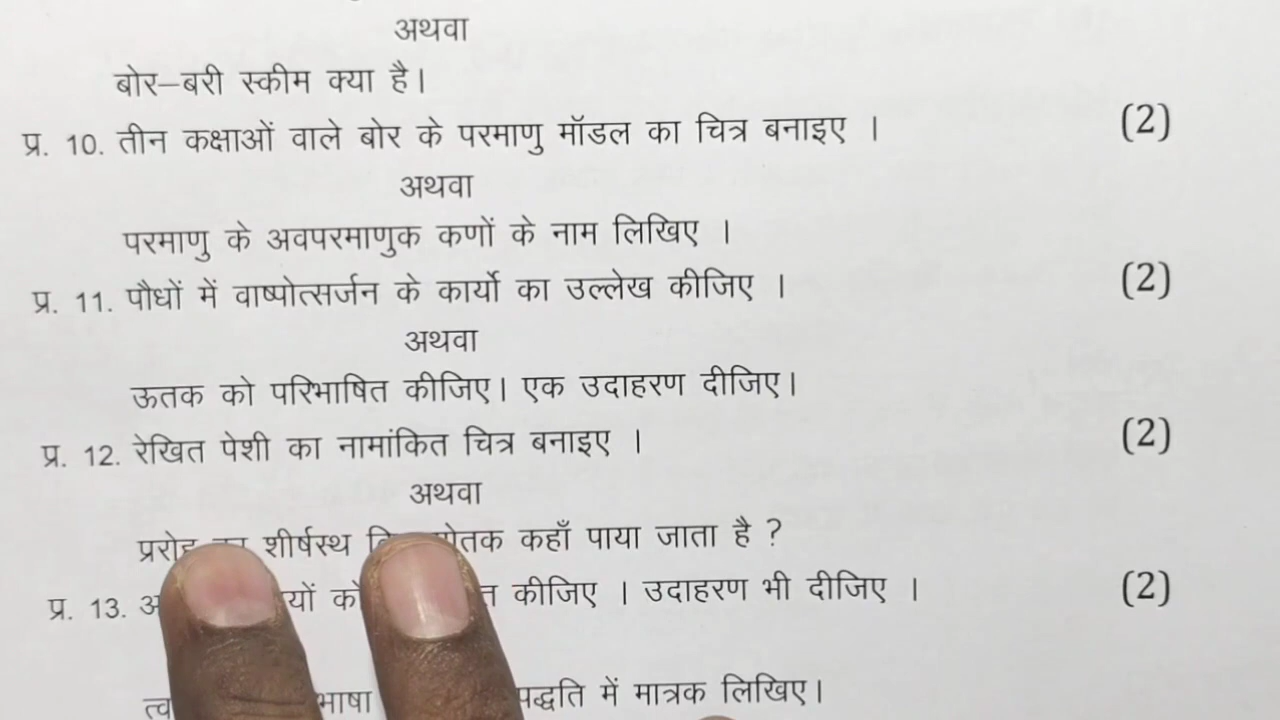 अथवा
बोर–बरी स्कीम क्या है।
प्र. 10. तीन कक्षाओं वाले बोर के परमाणु मॉडल का चित्र बनाइए । (2)
अथवा
परमाणु के अवपरमाणुक कणों के नाम लिखिए ।
प्र. 11. पौधों में वाष्पोत्सर्जन के कार्यो का उल्लेख कीजिए । (2)
अथवा
ऊतक को परिभाषित कीजिए। एक उदाहरण दीजिए।
प्र. 12. रेखित पेशी का नामांकित चित्र बनाइए । (2)
अथवा
शीर्षस्थ कहाँ पाया जाता है ?
प्र. 13. को कीजिए । उदाहरण भी दीजिए । (2)
पद्धति में मात्रक लिखिए।